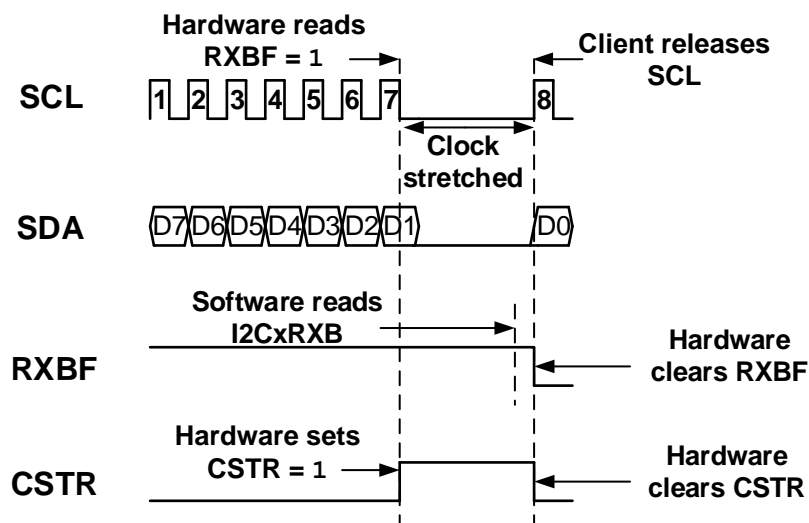 Hardware reads
RXBF = 1
Client releases
SCL
SCL
1 2 3 4 5 6 7 8
Clock
stretched
SDA
D7 D6 D5 D4 D3 D2 D1 D0
Software reads
I2CxRXB
RXBF
Hardware
clears RXBF
Hardware sets
CSTR = 1
CSTR
Hardware
clears CSTR